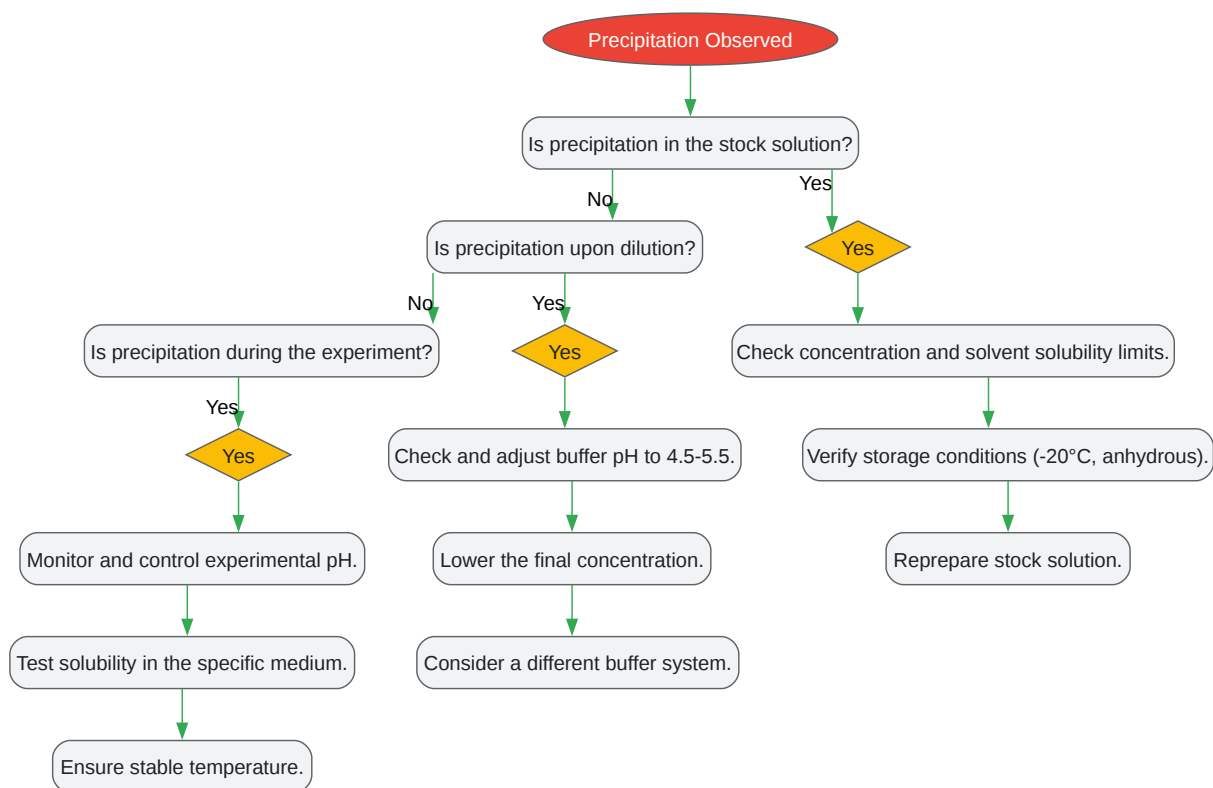 Precipitation Observed
Is precipitation in the stock solution?
No
Yes
Is precipitation upon dilution?
Yes
No
Yes
Is precipitation during the experiment?
Yes
Check concentration and solvent solubility limits.
Yes
Yes
Check and adjust buffer pH to 4.5-5.5.
Verify storage conditions (-20°C, anhydrous).
Monitor and control experimental pH.
Lower the final concentration.
Reprepare stock solution.
Test solubility in the specific medium.
Consider a different buffer system.
Ensure stable temperature.